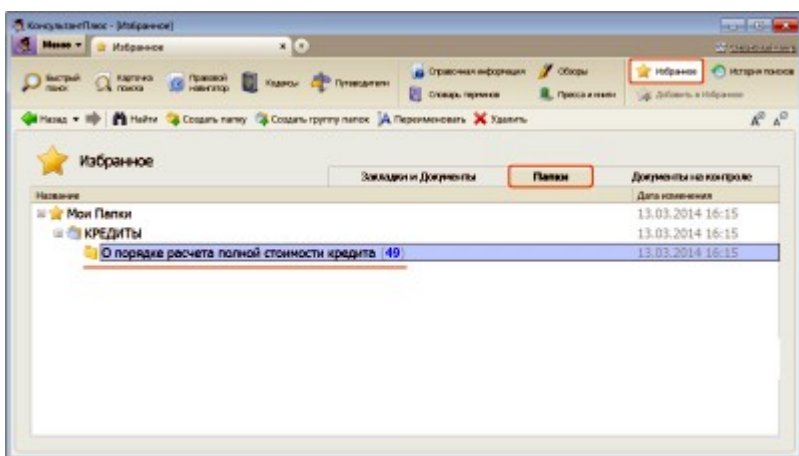 КонсультантПлюс - [Избранное]
Меню Избранное
Быстрый поиск Карточка поиска Правовой навигатор Кодексы Путеводители Справочная информация Словарь терминов Обзоры Пресса и книги Избранное Добавить в Избранное История поисков
Назад Найти Создать папку Создать группу папок Переименовать Удалить
Избранное
Закладки и Документы Папки Документы на контроле
Название Дата изменения
Мои Папки 13.03.2014 16:15
КРЕДИТЫ 13.03.2014 16:15
О порядке расчета полной стоимости кредита (49) 13.03.2014 16:15